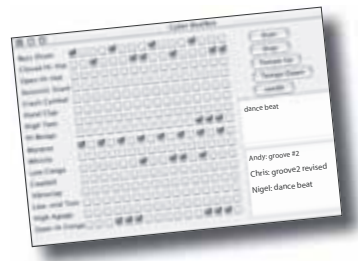 Bass Drum
Closed Hi-Hat
Open Hi-Hat
Acoustic Snare
Crash Cymbal
Hand Clap
High Tom
Hi Bongo
Maracas
Whistle
Low Conga
Cowbell
Vibraslap
Low-mid Tom
High Agogo
Open Hi Conga
Start
Stop
Tempo Up
Tempo Down
sendIt
dance beat
Andy: groove #2
Chris: groove2 revised
Nigel: dance beat